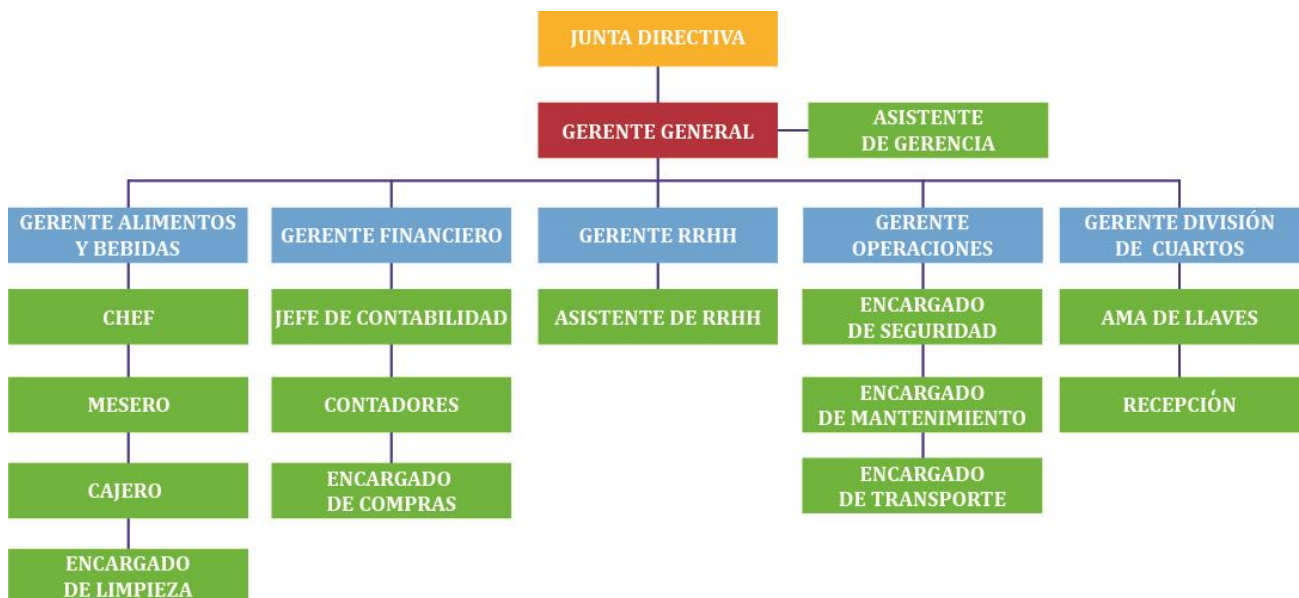 JUNTA DIRECTIVA
GERENTE GENERAL
ASISTENTE
DE GERENCIA
GERENTE ALIMENTOS
Y BEBIDAS
GERENTE FINANCIERO
GERENTE RRHH
GERENTE
OPERACIONES
GERENTE DIVISIÓN
DE CUARTOS
CHEF
JEFE DE CONTABILIDAD
ASISTENTE DE RRHH
ENCARGADO
DE SEGURIDAD
AMA DE LLAVES
MESERO
CONTADORES
ENCARGADO
DE MANTENIMIENTO
RECEPCIÓN
CAJERO
ENCARGADO
DE COMPRAS
ENCARGADO
DE TRANSPORTE
ENCARGADO
DE LIMPIEZA